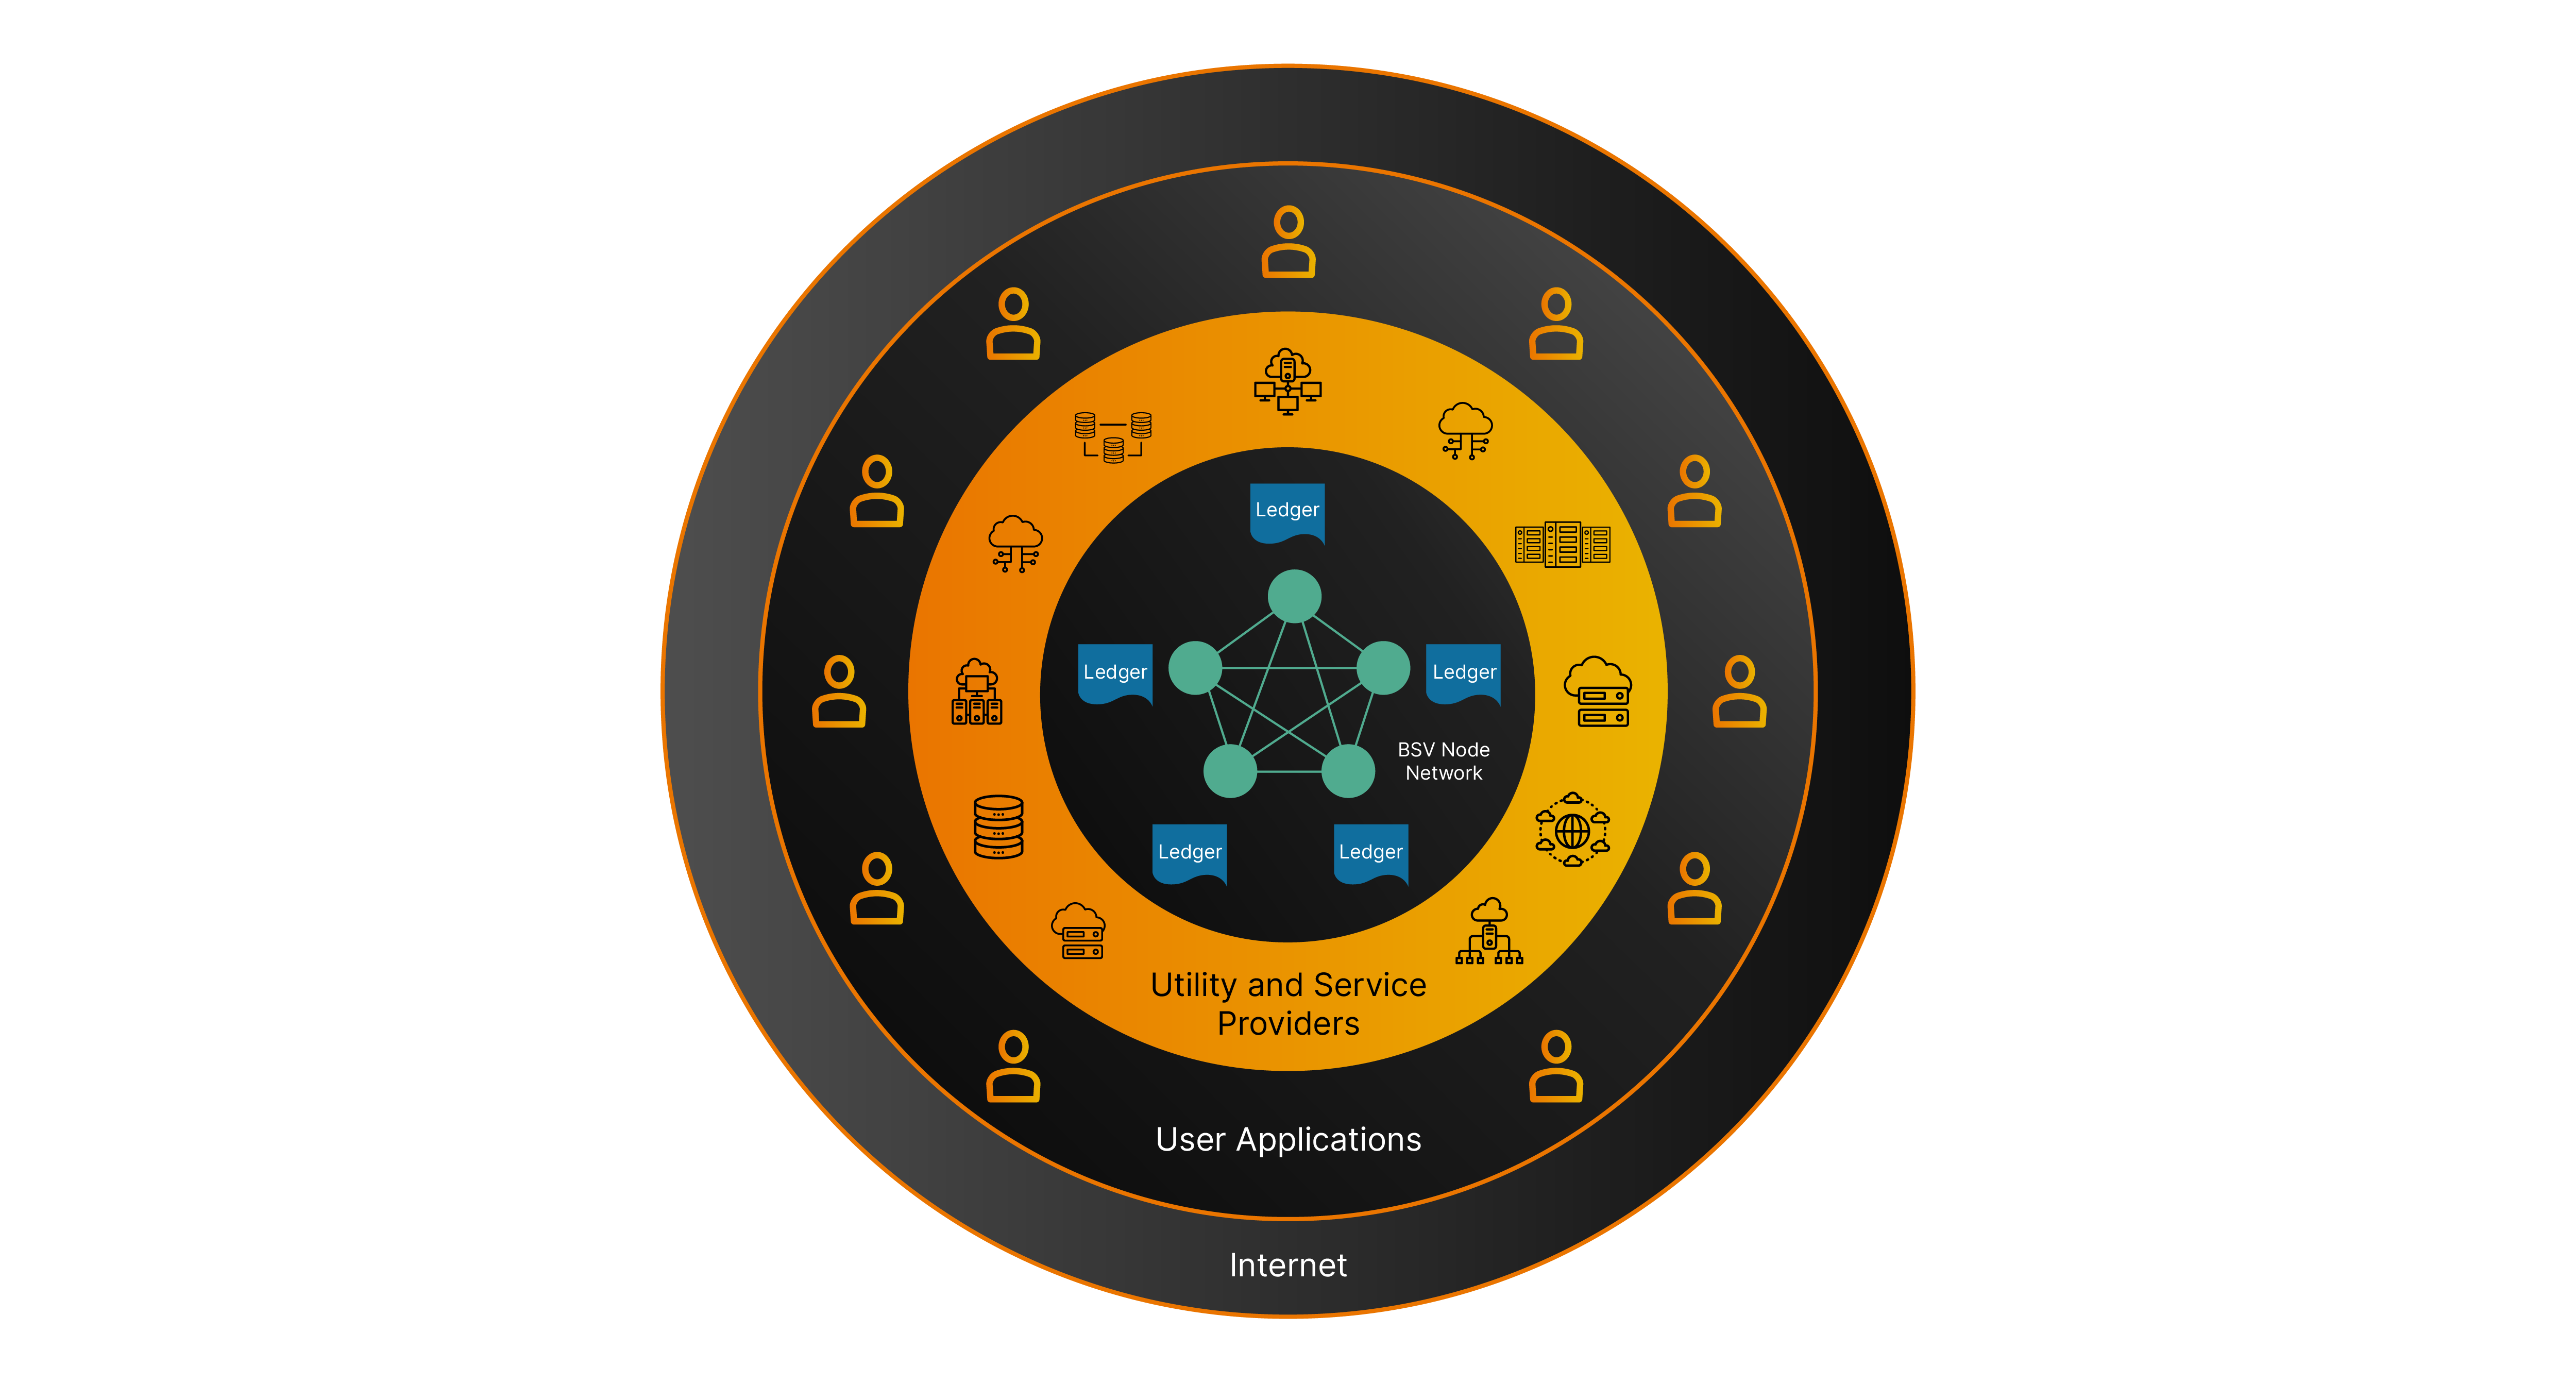 Ledger
Ledger
Ledger
BSV Node
Network
Ledger
Ledger
Utility and Service
Providers
User Applications
Internet